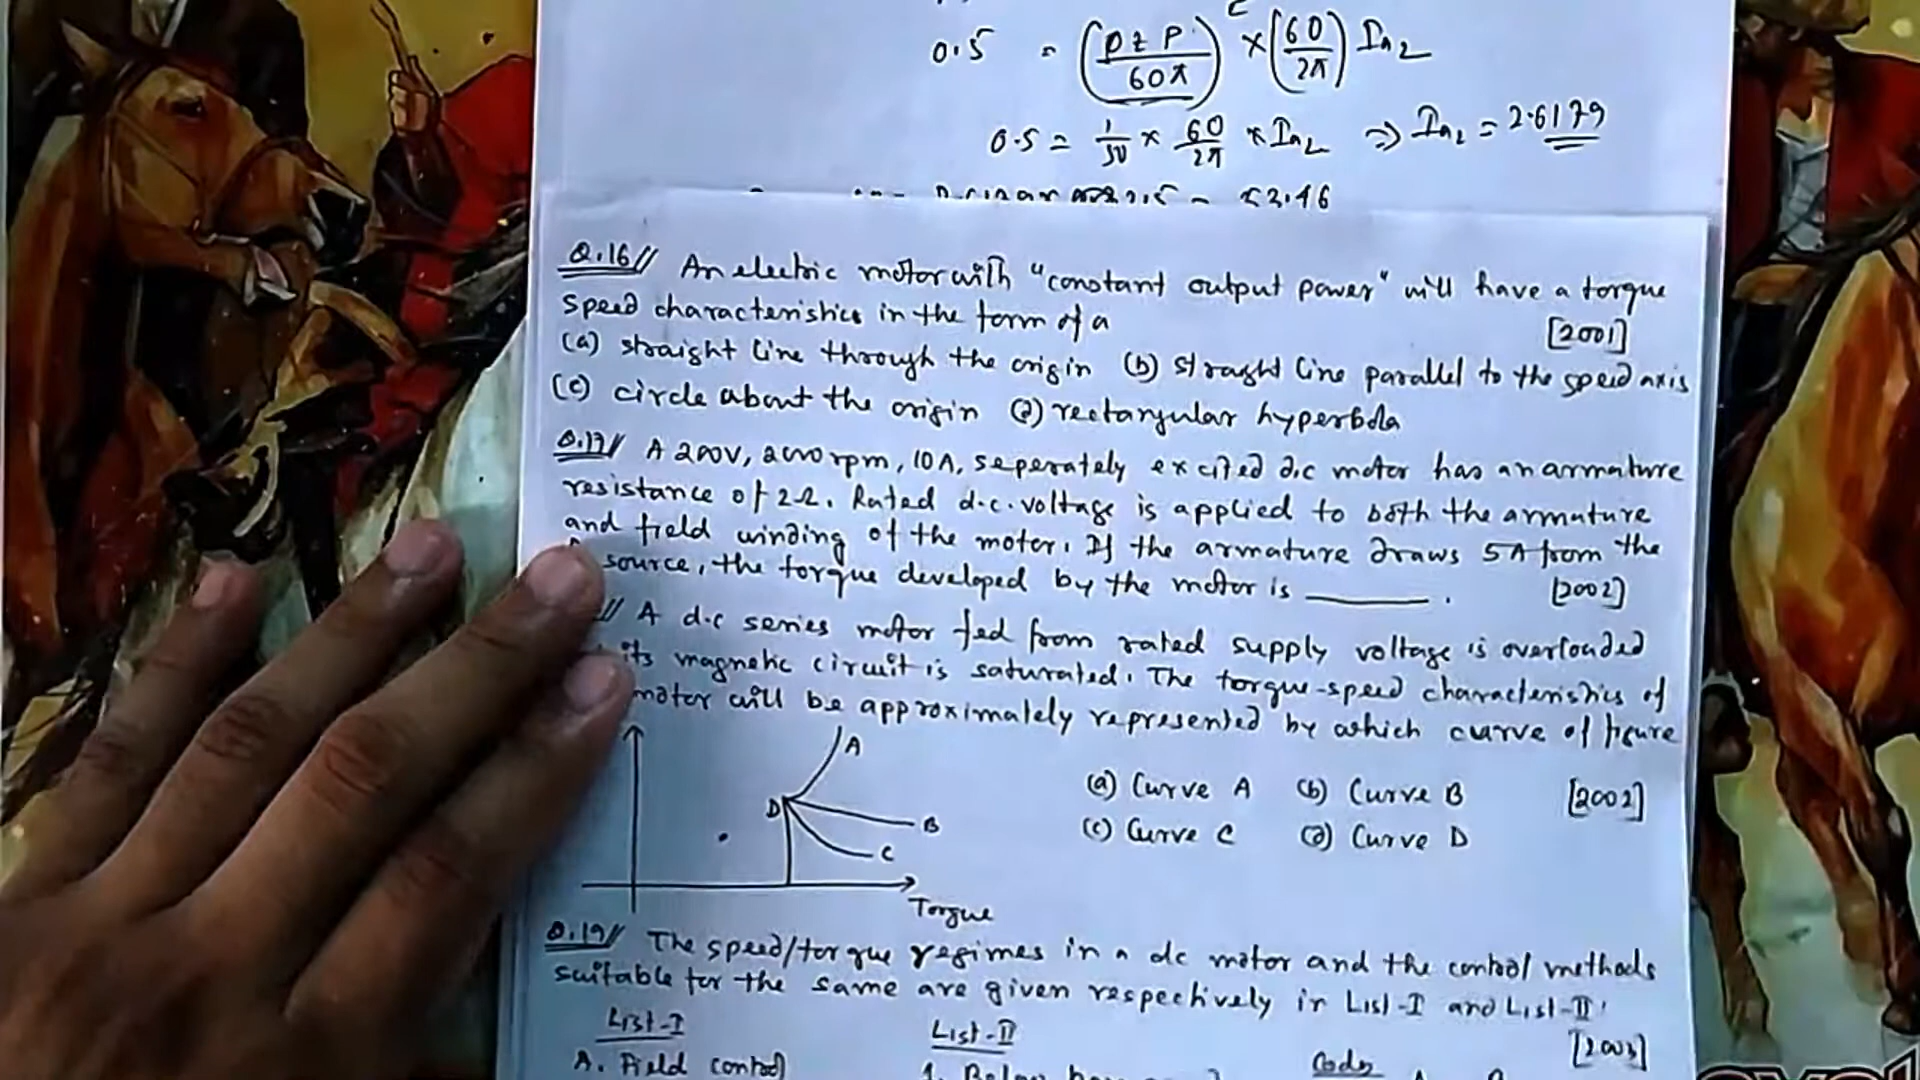 0.5 = (ΡZP/60π) × (60/2π) Ia2
0.5 = 1/50 × 60/2π × Ia2 ⇒ Ia2 = 2.6179
53.16
Q.16// An electric motor with "constant output power" will have a torque
speed characteristics in the form of a [2001]
(a) straight line through the origin (b) straght line parallel to the speed axis
(c) circle about the origin (d) rectangular hyperbola
Q.17// A 200V, 2000 rpm, 10A, seperately excited d.c motor has an armature
resistance of 2Ω. Rated d.c. voltage is applied to both the armature
and field winding of the motor. If the armature draws 5A from the
source, the torque developed by the motor is ______. [2002]
// A d.c series motor fed from rated supply voltage is overloaded
its magnetic circuit is saturated. The torque-speed characteristics of
motor will be approximately represented by which curve of figure
A
(a) Curve A (b) Curve B [2002]
D
B
(c) Curve C (d) Curve D
C
Torque
Q.19// The speed/torque regimes in a dc motor and the control methods
suitable for the same are given respectively in List-I and List-II:
List-I List-II [2003]
A. Field control 1. Below Codes